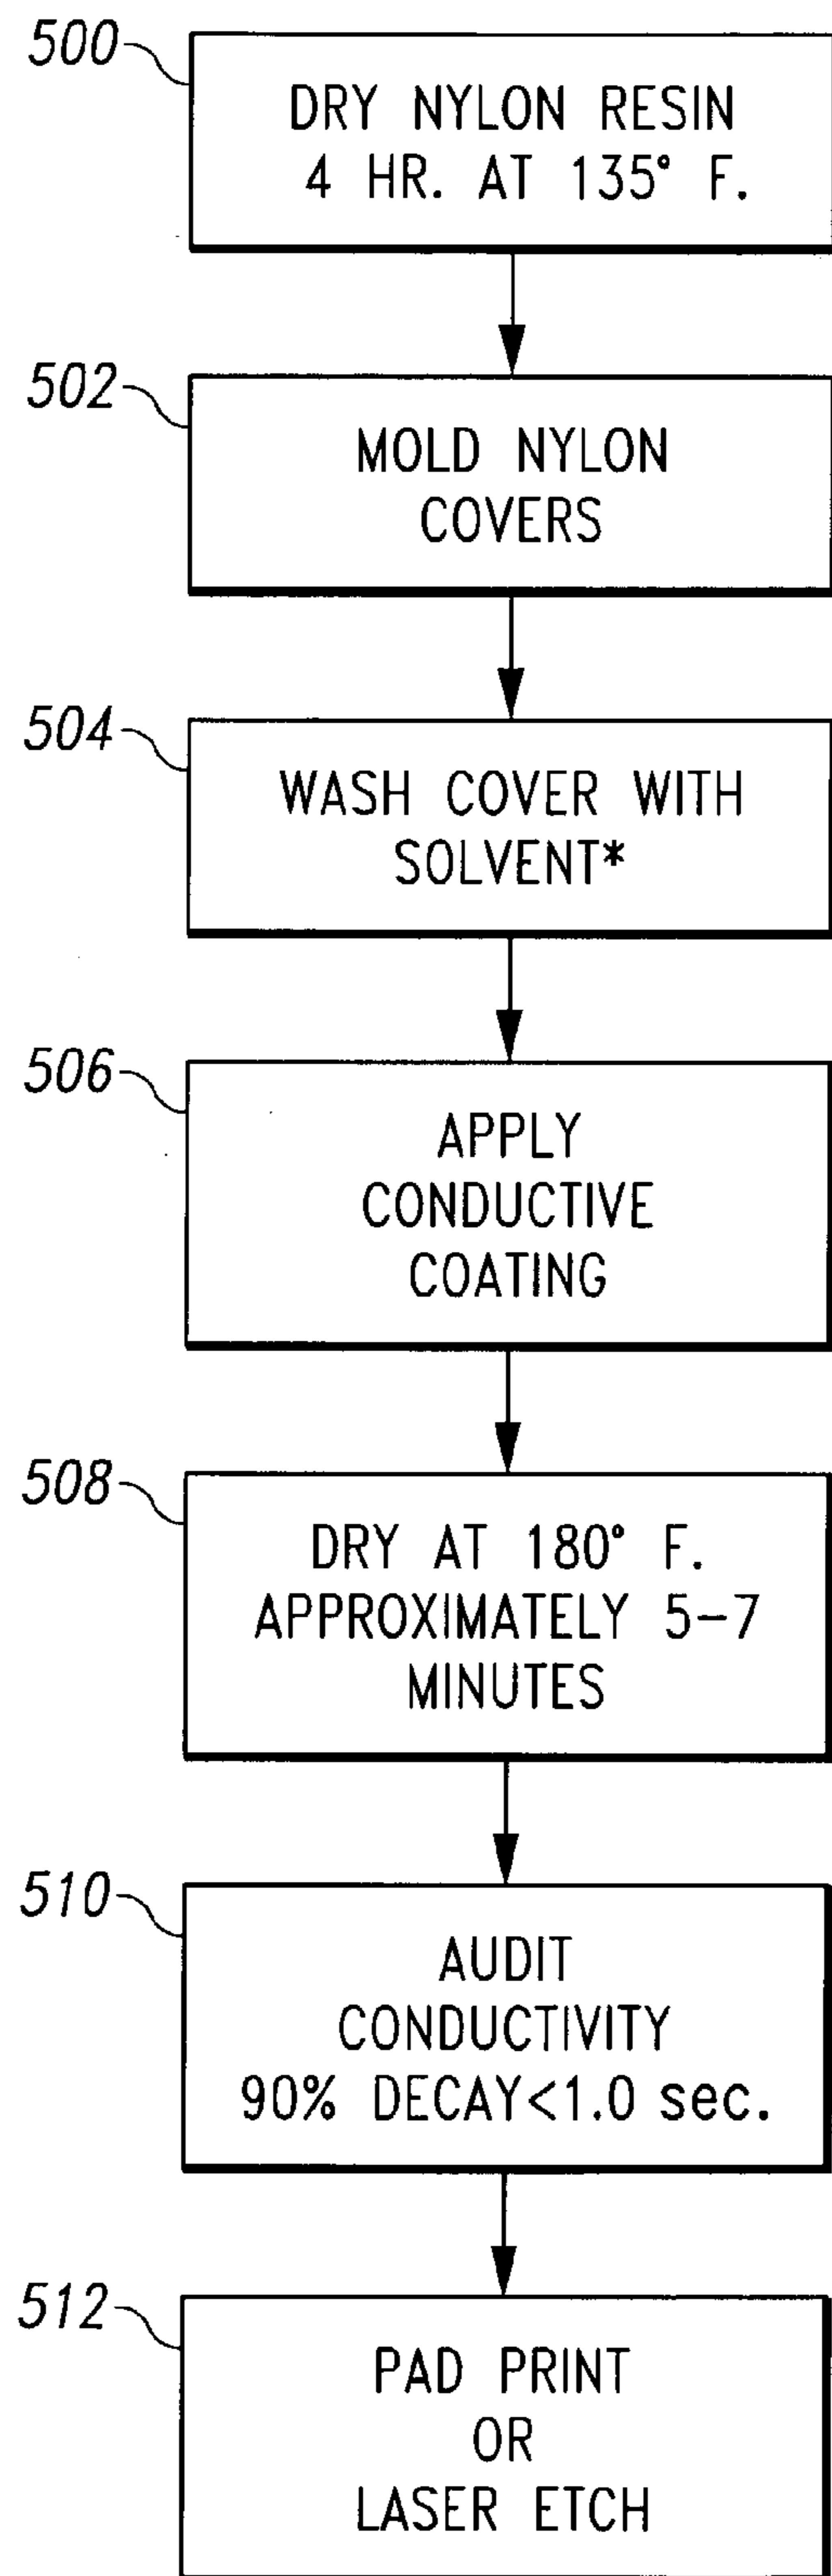 500
DRY NYLON RESIN
4 HR. AT 135° F.
502
MOLD NYLON
COVERS
504
WASH COVER WITH
SOLVENT*
506
APPLY
CONDUCTIVE
COATING
508
DRY AT 180° F.
APPROXIMATELY 5-7
MINUTES
510
AUDIT
CONDUCTIVITY
90% DECAY<1.0 sec.
512
PAD PRINT
OR
LASER ETCH